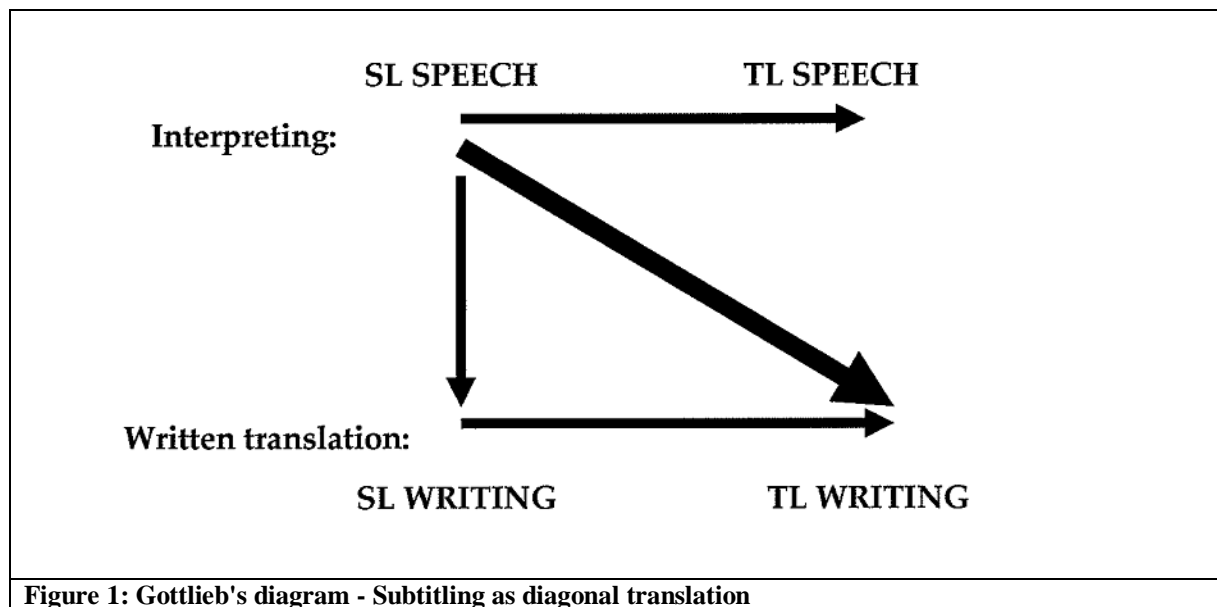 SL SPEECH TL SPEECH
Interpreting:
Written translation:
SL WRITING TL WRITING
Figure 1: Gottlieb's diagram - Subtitling as diagonal translation